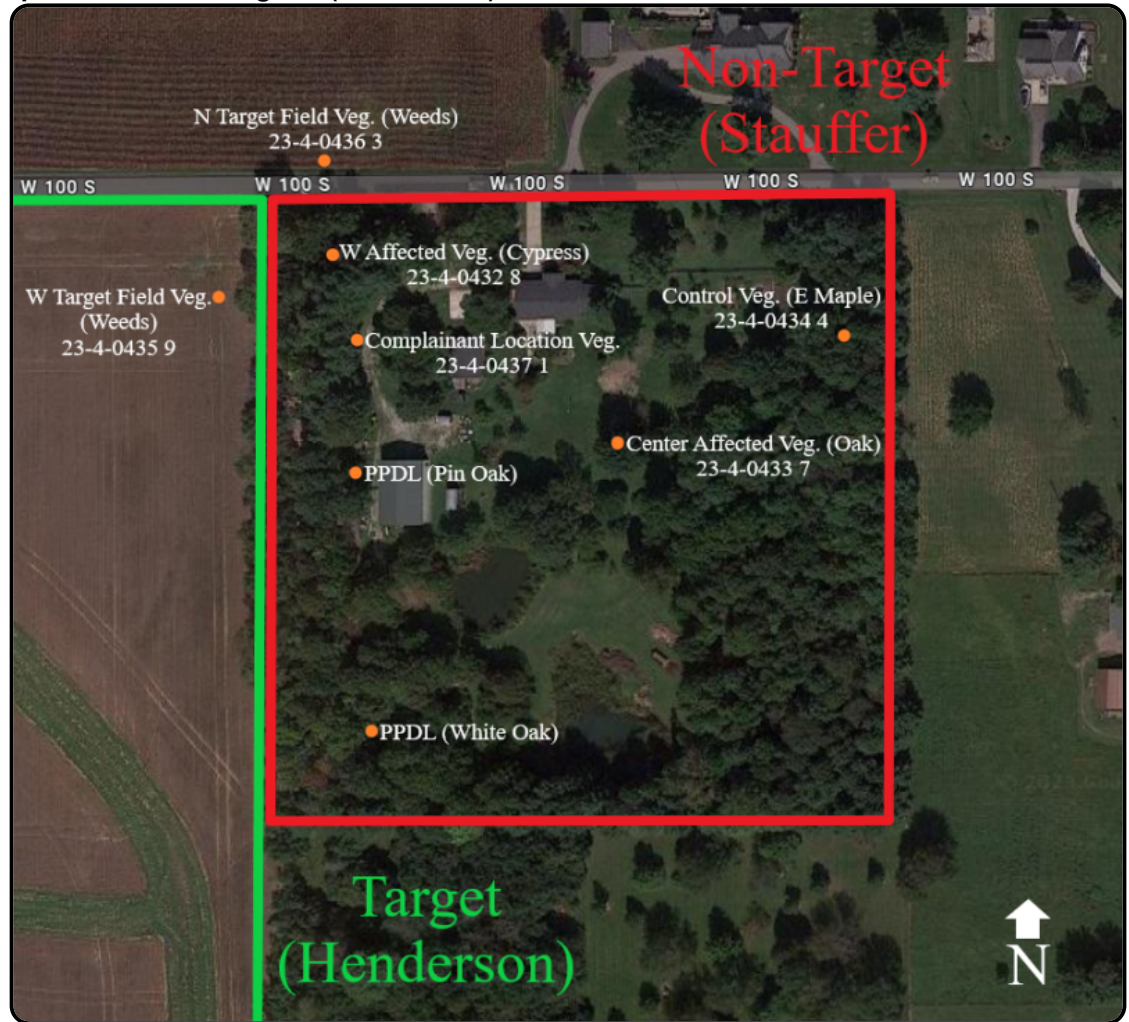 Non-Target
(Stauffer)
N Target Field Veg. (Weeds)
23-4-0436 3
W 100 S
W 100 S
W 100 S
W 100 S
W 100 S
W Affected Veg. (Cypress)
23-4-0432 8
W Target Field Veg.
(Weeds)
23-4-0435 9
Control Veg. (E Maple)
23-4-0434 4
Complainant Location Veg.
23-4-0437 1
Center Affected Veg. (Oak)
23-4-0433 7
PPDL (Pin Oak)
PPDL (White Oak)
Target
(Henderson)
N